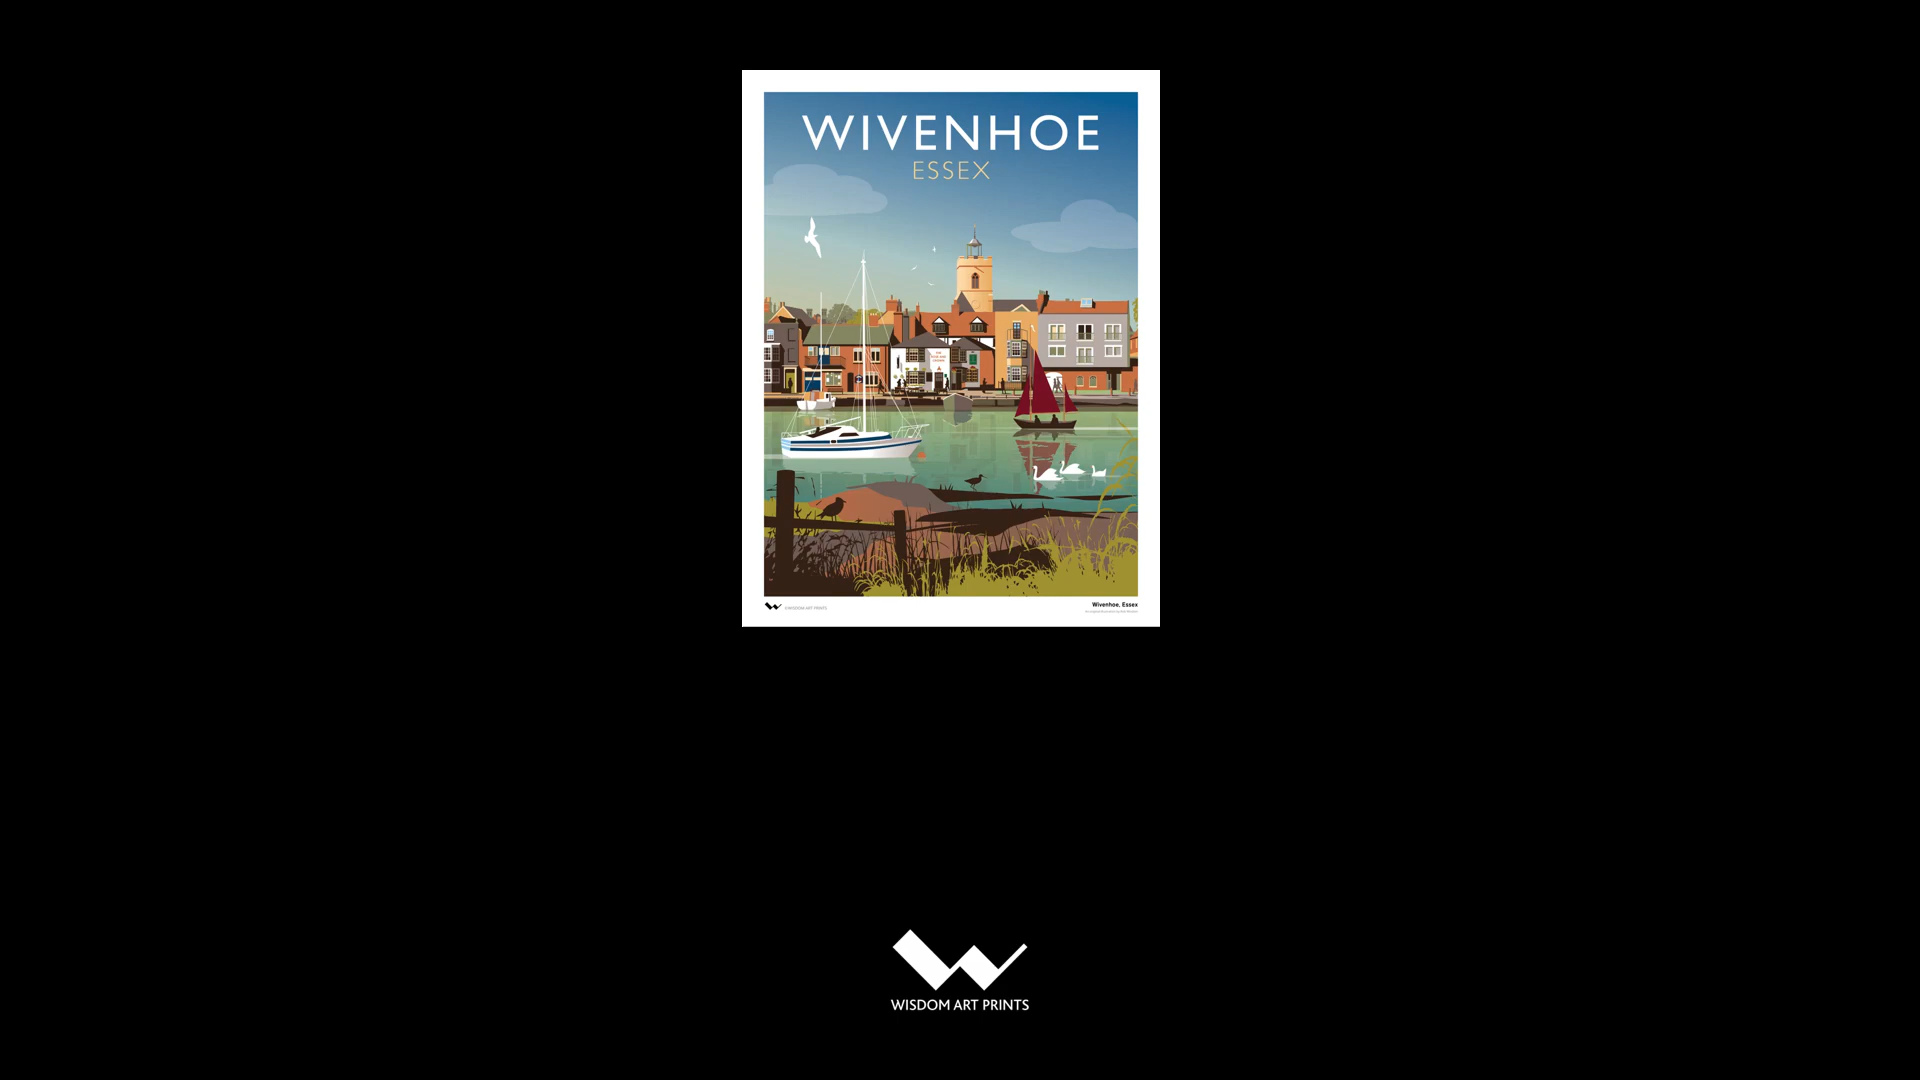 WIVENHOE
ESSEX
©WISDOM ART PRINTS
Wivenhoe, Essex
WISDOM ART PRINTS